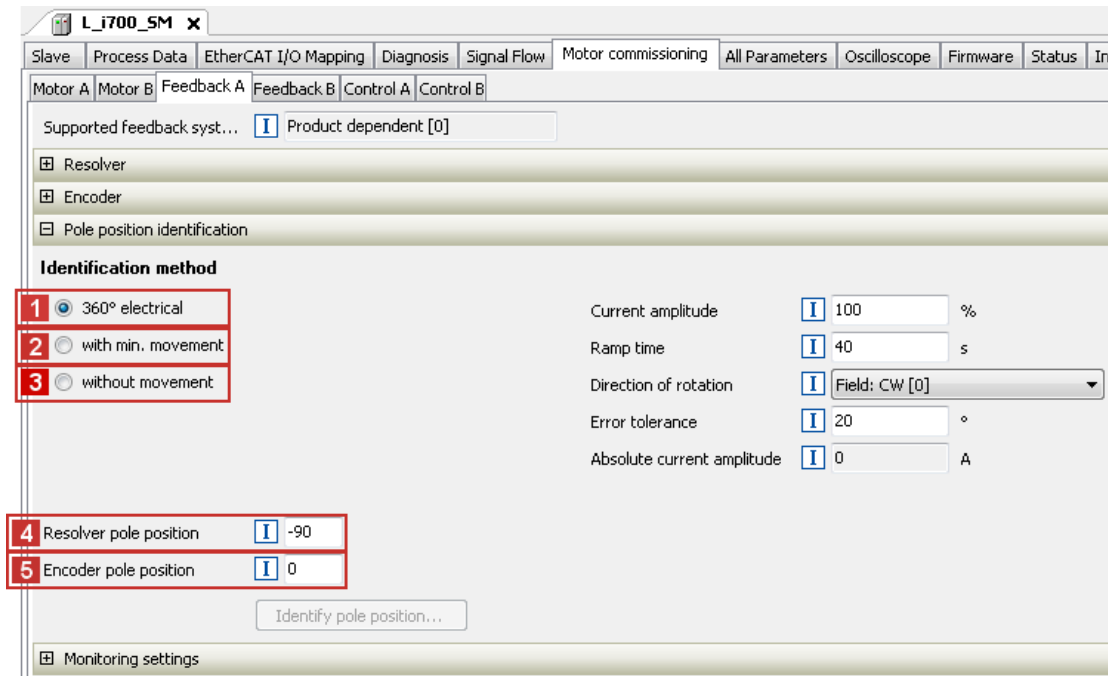 L_i700_SM x
Slave Process Data EtherCAT I/O Mapping Diagnosis Signal Flow Motor commissioning All Parameters Oscilloscope Firmware Status In
Motor A Motor B Feedback A Feedback B Control A Control B
Supported feedback syst... I Product dependent [0]
Resolver
Encoder
Pole position identification
Identification method
1 360° electrical Current amplitude I 100 %
2 with min. movement Ramp time I 40 s
3 without movement Direction of rotation I Field: CW [0]
Error tolerance I 20 °
Absolute current amplitude I 0 A
4 Resolver pole position I -90
5 Encoder pole position I 0
Identify pole position...
Monitoring settings